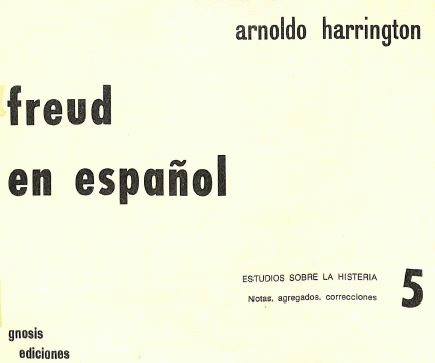 arnoldo harrington
freud
en español
ESTUDIOS SOBRE LA HISTERIA
Notas, agregados, correcciones
5
gnosis
ediciones